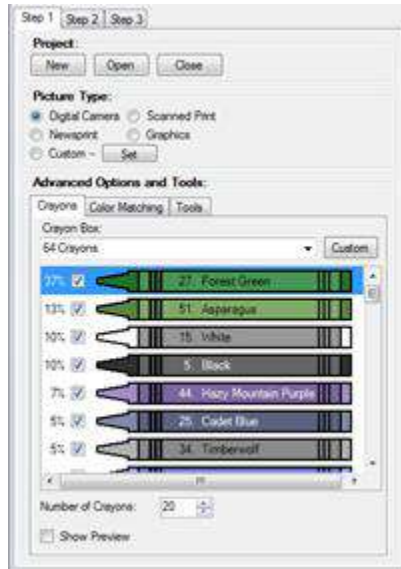 Step 1 Step 2 Step 3
Project:
New Open Close
Picture Type:
Digital Camera Scanned Print
Newsprint Graphics
Custom - Set
Advanced Options and Tools:
Crayons Color Matching Tools
Crayon Box:
64 Crayons Custom
37% 27. Forest Green
13% 51. Asparagus
10% 15. White
10% 5. Black
7% 44. Hazy Mountain Purple
5% 25. Cadet Blue
5% 34. Timberwolf
Number of Crayons: 20
Show Preview